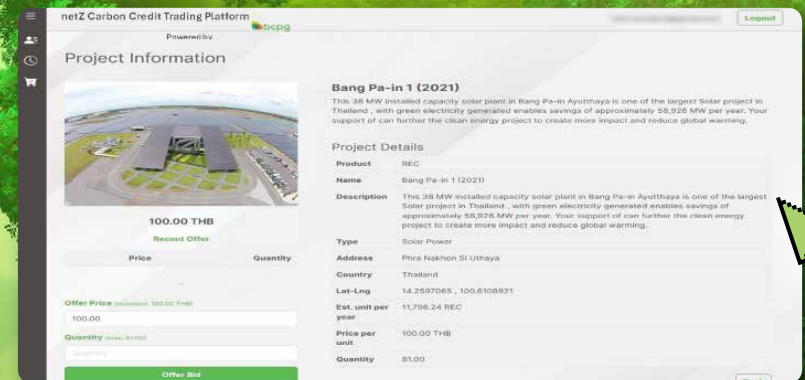 netZ Carbon Credit Trading Platform
bcpg
Logout
Powered by
Project Information
Bang Pa-in 1 (2021)
This 38 MW installed capacity solar plant in Bang Pa-in Ayutthaya is one of the largest Solar project in
Thailand , with green electricity generated enables savings of approximately 58,926 MW per year. Your
support of can further the clean energy project to create more impact and reduce global warming.
Project Details
Product REC
Name Bang Pa-in 1 (2021)
Description This 38 MW installed capacity solar plant in Bang Pa-in Ayutthaya is one of the largest
Solar project in Thailand , with green electricity generated enables savings of
approximately 58,926 MW per year. Your support of can further the clean energy
project to create more impact and reduce global warming.
100.00 THB
Recent Offer
Price Quantity
Type Solar Power
Address Phra Nakhon Si Uthaya
Country Thailand
Lat-Lng 14.2597065 , 100.6108921
Est. unit per 11,796.24 REC
year
Price per 100.00 THB
unit
Quantity 81.00
Offer Price (standard: 100.00 THB)
100.00
Quantity (max. 81.00)
Quantity
Offer Bid